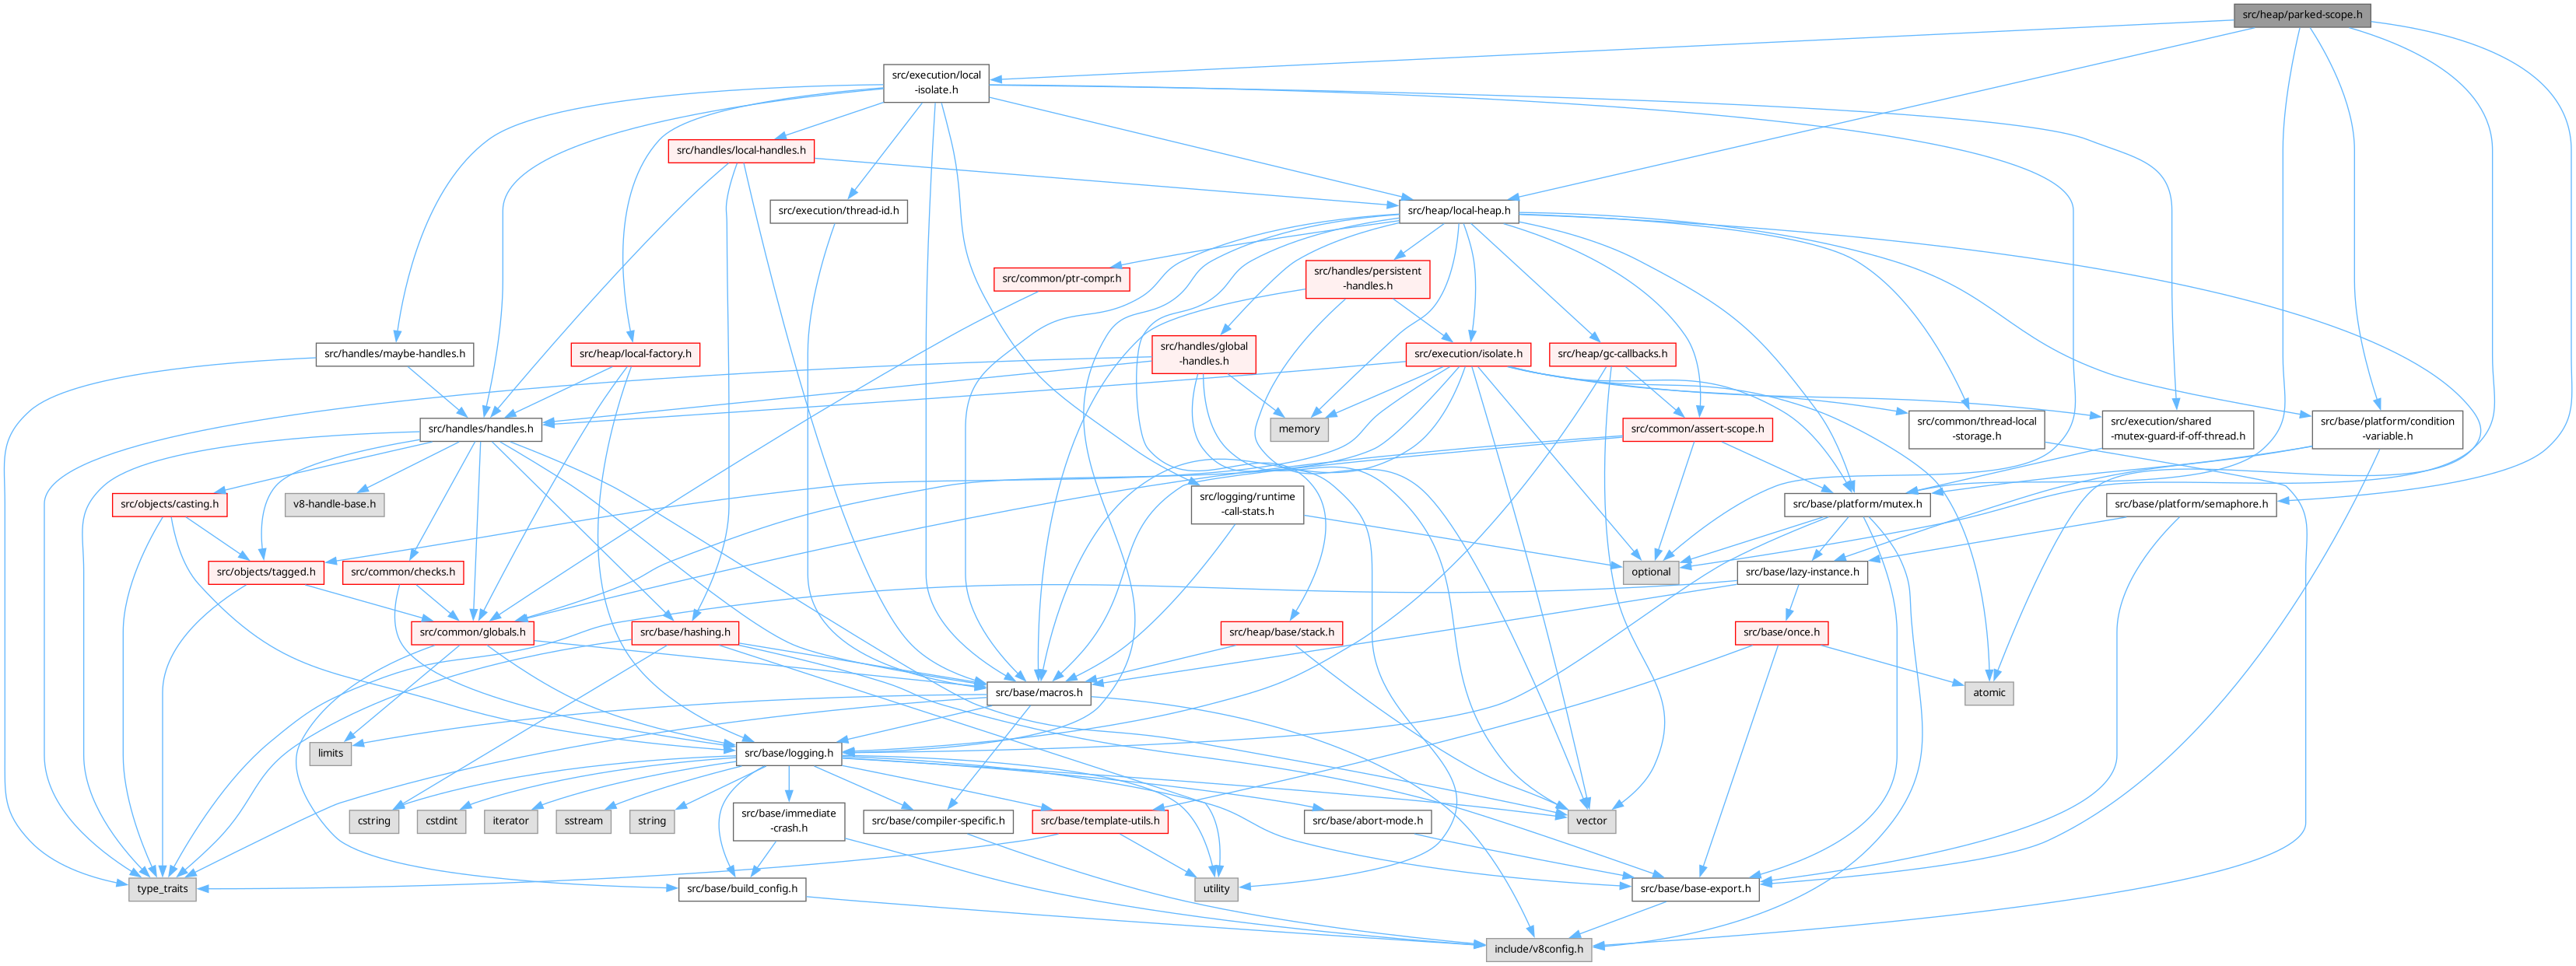 src/heap/parked-scope.h
src/execution/local
-isolate.h
src/handles/local-handles.h
src/execution/thread-id.h
src/heap/local-heap.h
src/common/ptr-compr.h
src/handles/persistent
-handles.h
src/handles/maybe-handles.h
src/heap/local-factory.h
src/handles/global
-handles.h
src/execution/isolate.h
src/heap/gc-callbacks.h
src/handles/handles.h
memory
src/common/assert-scope.h
src/common/thread-local
-storage.h
src/execution/shared
-mutex-guard-if-off-thread.h
src/base/platform/condition
-variable.h
src/objects/casting.h
v8-handle-base.h
src/logging/runtime
-call-stats.h
src/base/platform/mutex.h
src/base/platform/semaphore.h
src/objects/tagged.h
src/common/checks.h
optional
src/base/lazy-instance.h
src/common/globals.h
src/base/hashing.h
src/heap/base/stack.h
src/base/once.h
src/base/macros.h
atomic
limits
src/base/logging.h
cstring
cstdint
iterator
sstream
string
src/base/immediate
-crash.h
src/base/compiler-specific.h
src/base/template-utils.h
src/base/abort-mode.h
vector
type_traits
src/base/build_config.h
utility
src/base/base-export.h
include/v8config.h